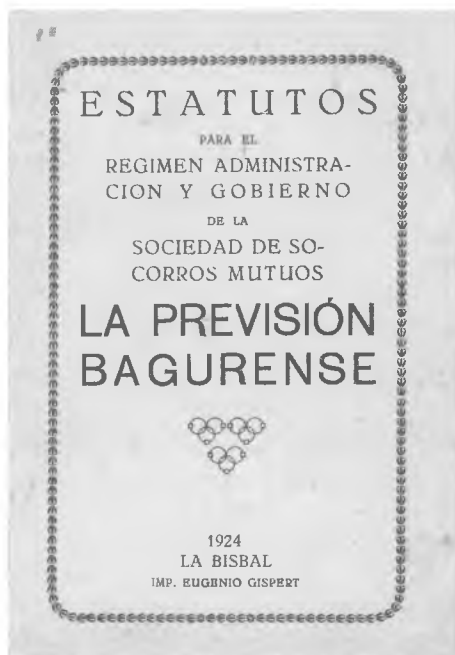 ESTATUTOS
PARA EL
REGIMEN ADMINISTRA-
CION Y GOBIERNO
DE LA
SOCIEDAD DE SO-
CORROS MUTUOS
LA PREVISIÓN
BAGURENSE
1924
LA BISBAL
IMP. EUGENIO GISPERT